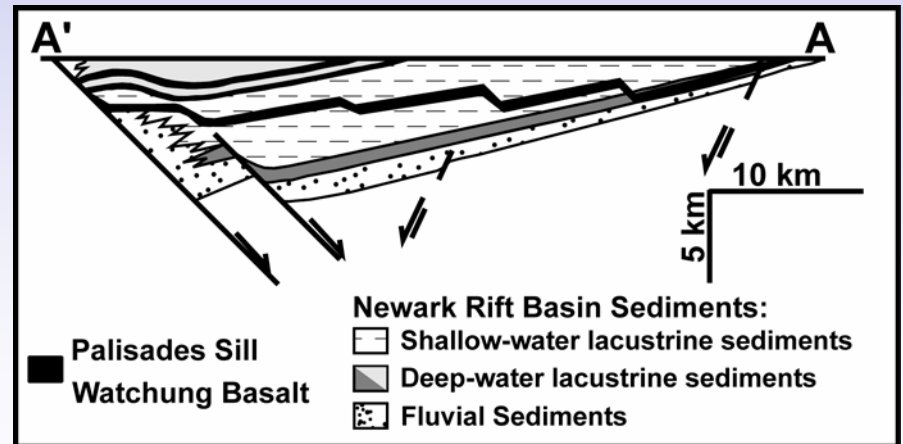 A' A
10 km
5 km
Newark Rift Basin Sediments:
Shallow-water lacustrine sediments
Deep-water lacustrine sediments
Fluvial Sediments
Palisades Sill
Watchung Basalt